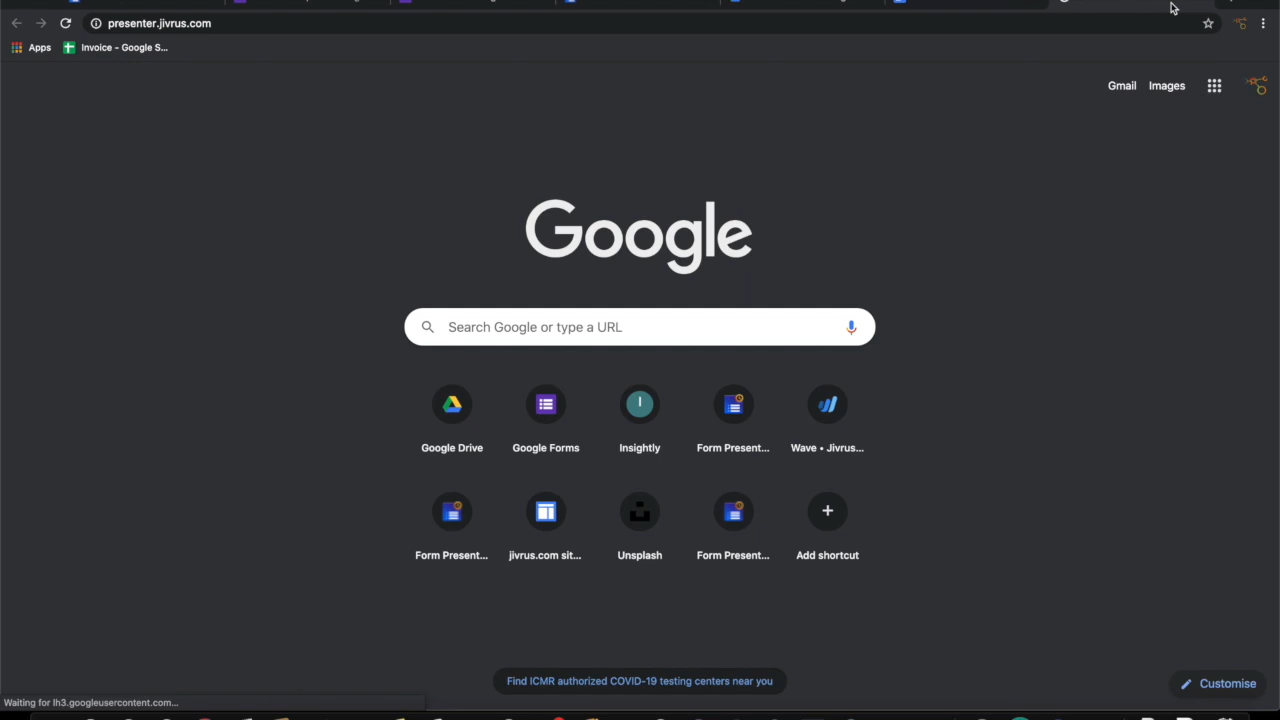 presenter.jivrus.com
Apps
Invoice - Google S...
Gmail
Images
Google
Search Google or type a URL
Google Drive
Google Forms
Insightly
Form Present...
Wave • Jivrus...
Form Present...
jivrus.com sit...
Unsplash
Form Present...
Add shortcut
Find ICMR authorized COVID-19 testing centers near you
Customise
Waiting for lh3.googleusercontent.com...